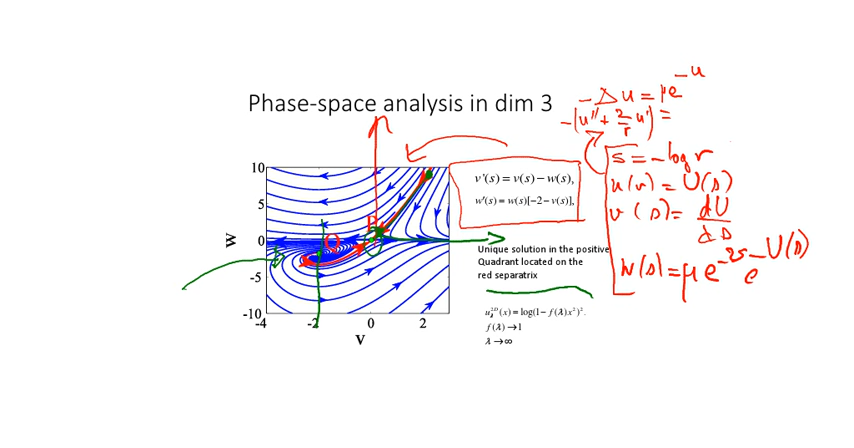 Phase-space analysis in dim 3
-Δu = μe^{-u}
-[u'' + 2/r u'] =
v'(s) = v(s) − w(s),
w'(s) = w(s)[−2 − v(s)],
s = -log r
u(r) = U(s)
v(s) = dU/ds
w(s) = μe^{-2s} e^{-U(s)}
10
5
0
-5
-10
W
-4
-2
0
2
V
Unique solution in the positive
Quadrant located on the
red separatrix
u_λ^{2D}(x) = log(1 − f(λ)x²)².
f(λ) → 1
λ → ∞